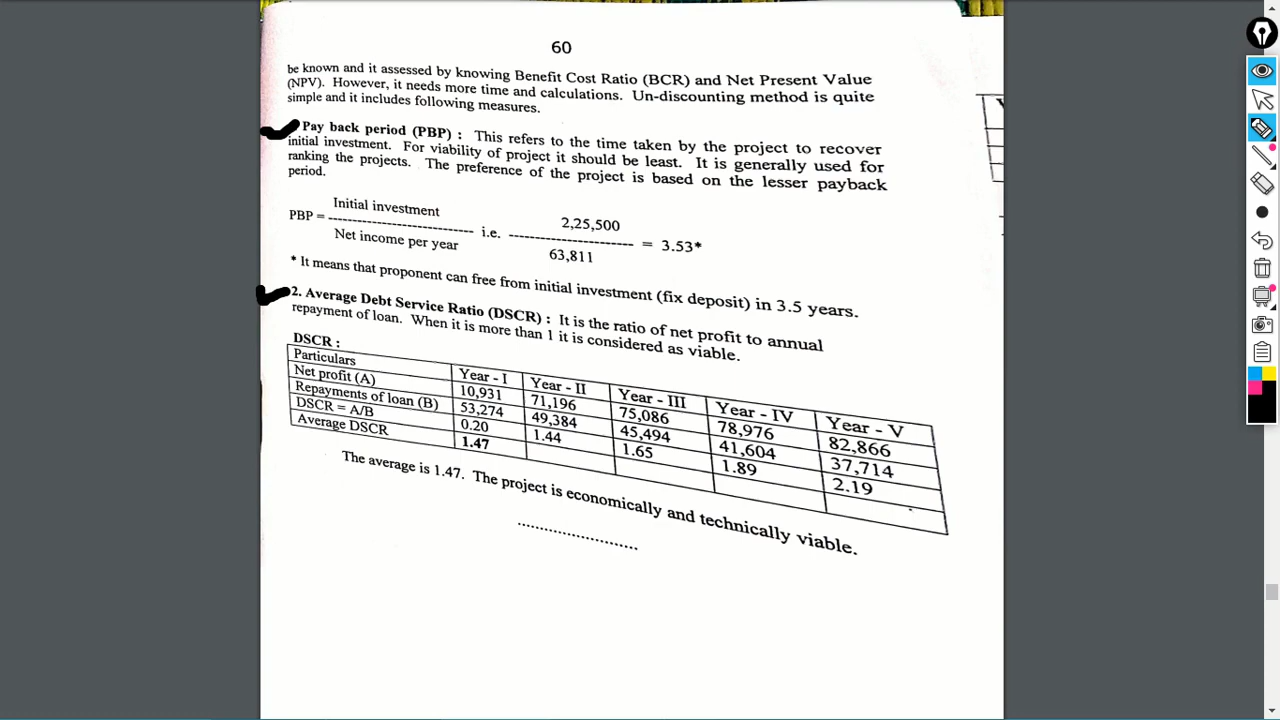 60
be known and it assessed by knowing Benefit Cost Ratio (BCR) and Net Present Value
(NPV). However, it needs more time and calculations. Un-discounting method is quite
simple and it includes following measures.
Pay back period (PBP) : This refers to the time taken by the project to recover
initial investment. For viability of project it should be least. It is generally used for
ranking the projects. The preference of the project is based on the lesser payback
period.
Initial investment 2,25,500
PBP = ---------------------------- i.e. ------------------------ = 3.53*
Net income per year 63,811
* It means that proponent can free from initial investment (fix deposit) in 3.5 years.
2. Average Debt Service Ratio (DSCR) : It is the ratio of net profit to annual
repayment of loan. When it is more than 1 it is considered as viable.
DSCR :
Particulars Year - I Year - II Year - III Year - IV Year - V
Net profit (A) 10,931 71,196 75,086 78,976 82,866
Repayments of loan (B) 53,274 49,384 45,494 41,604 37,714
DSCR = A/B 0.20 1.44 1.65 1.89 2.19
Average DSCR 1.47
The average is 1.47. The project is economically and technically viable.
..............................